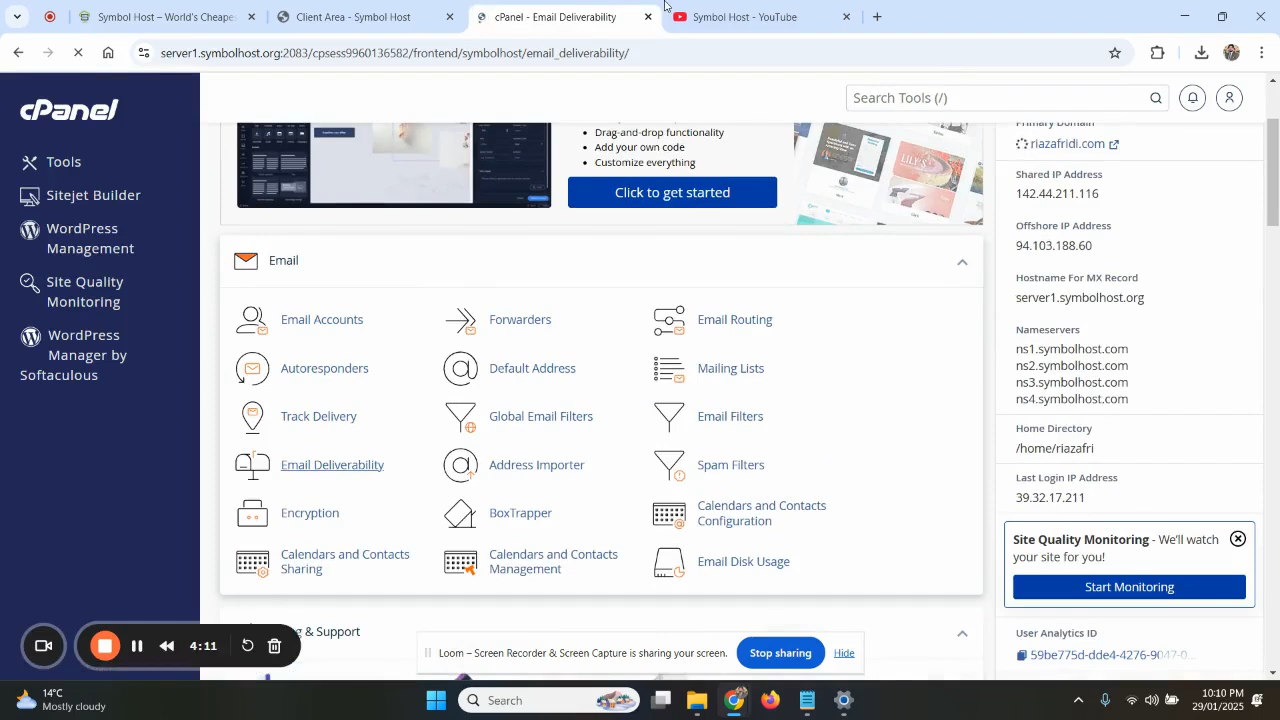 Symbol Host – World's Cheape
Client Area - Symbol Host
cPanel - Email Deliverability
Symbol Host - YouTube
server1.symbolhost.org:2083/cpsess9960136582/frontend/symbolhost/email_deliverability/
cPanel
Search Tools (/)
Tools
Sitejet Builder
WordPress
Management
Site Quality
Monitoring
WordPress
Manager by
Softaculous
Drag-and-drop functionality
Add your own code
Customize everything
Click to get started
Email
Email Accounts
Forwarders
Email Routing
Autoresponders
Default Address
Mailing Lists
Track Delivery
Global Email Filters
Email Filters
Email Deliverability
Address Importer
Spam Filters
Encryption
BoxTrapper
Calendars and Contacts
Configuration
Calendars and Contacts
Sharing
Calendars and Contacts
Management
Email Disk Usage
& Support
Primary Domain
riazafridi.com
Shared IP Address
142.44.211.116
Offshore IP Address
94.103.188.60
Hostname For MX Record
server1.symbolhost.org
Nameservers
ns1.symbolhost.com
ns2.symbolhost.com
ns3.symbolhost.com
ns4.symbolhost.com
Home Directory
/home/riazafri
Last Login IP Address
39.32.17.211
Site Quality Monitoring - We'll watch
your site for you!
Start Monitoring
User Analytics ID
59be775d-dde4-4276-9047-0...
4:11
Loom – Screen Recorder & Screen Capture is sharing your screen.
Stop sharing
Hide
14°C
Mostly cloudy
Search
10:10 PM
29/01/2025